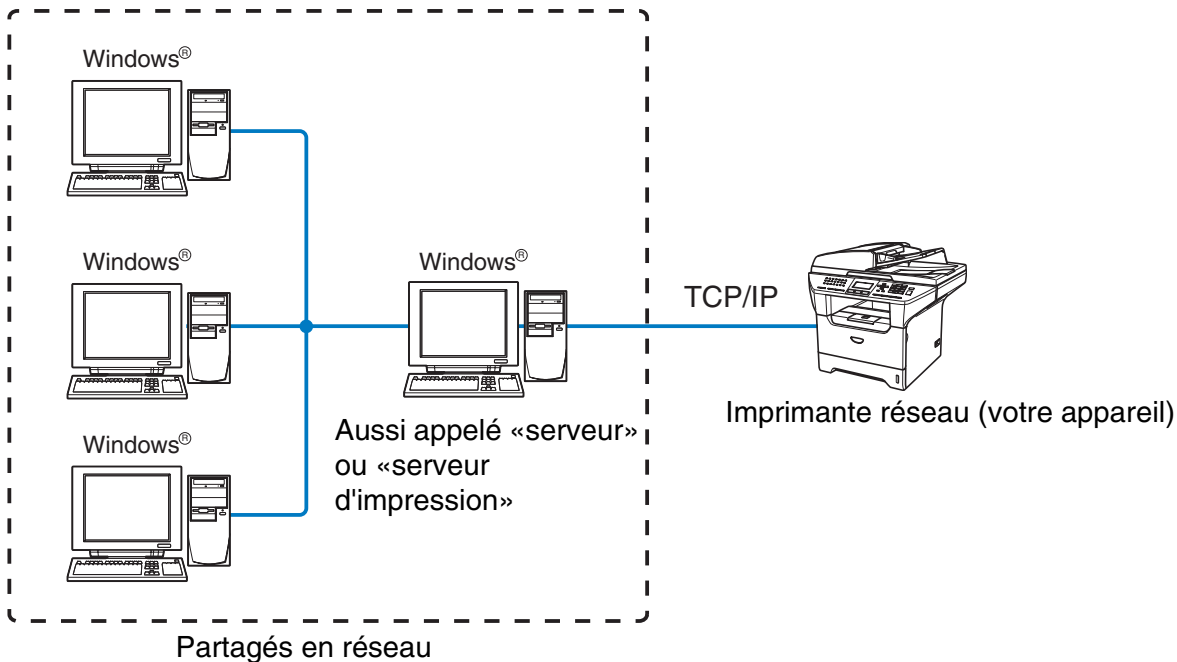 Windows®
Windows®
Windows®
Windows®
TCP/IP
Imprimante réseau (votre appareil)
Aussi appelé «serveur»
ou «serveur
d'impression»
Partagés en réseau